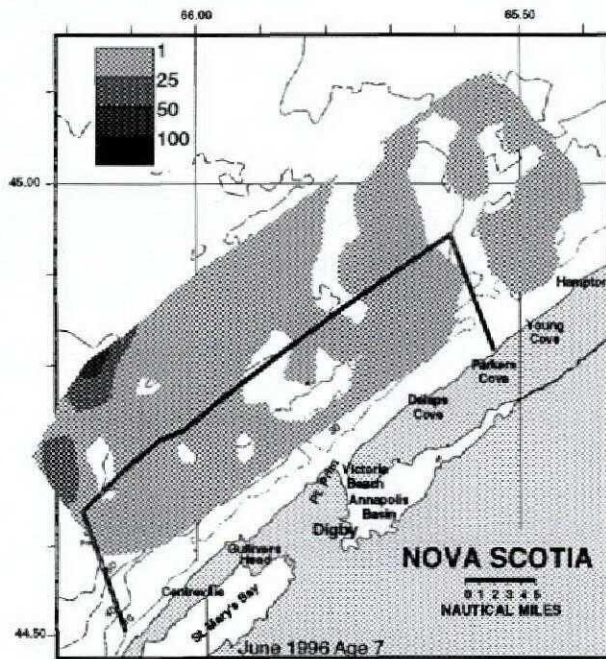 66.00
65.50
1
25
50
100
45.00
Hampton
Young
Cove
Parkers
Cove
Delaps
Cove
Pt. Prim
Victoria
Beach
Annapolis
Basin
Digby
Gullivers
Head
NOVA SCOTIA
Centreville
0 1 2 3 4 5
NAUTICAL MILES
St. Mary's Bay
44.50
June 1996 Age 7